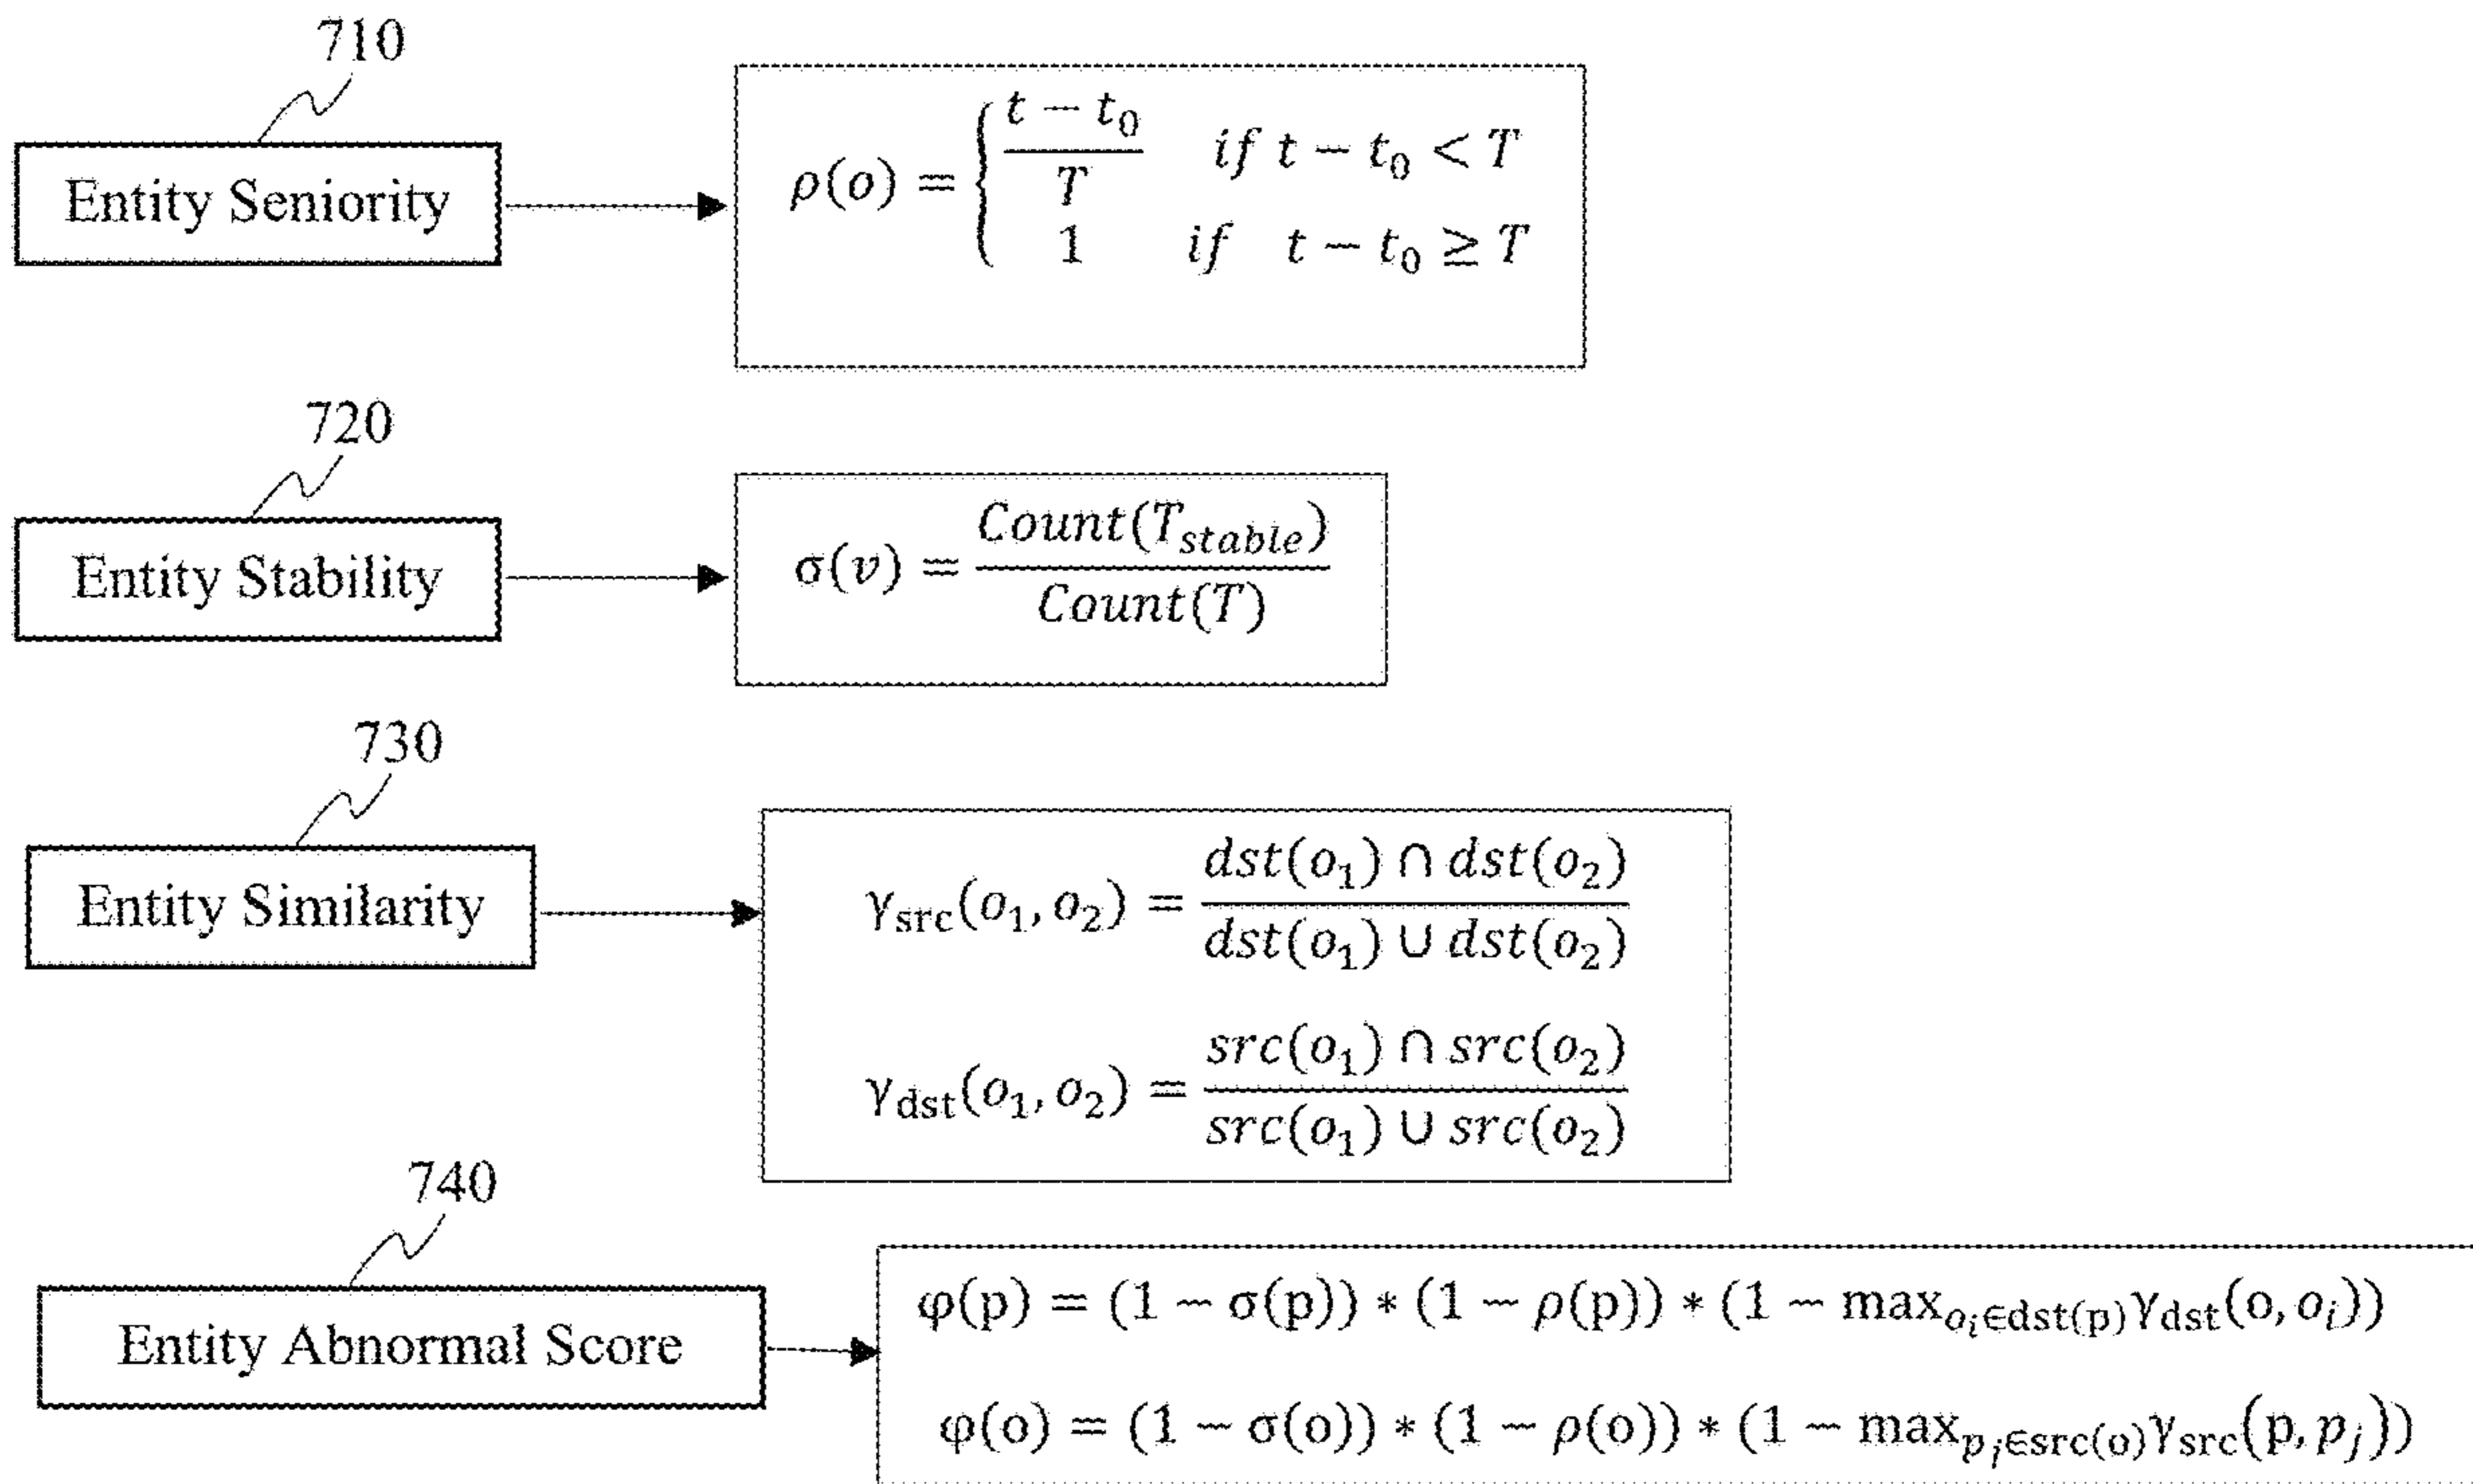 710
Entity Seniority
ρ(o) = { (t − t₀)/T if t − t₀ < T
1 if t − t₀ ≥ T
720
Entity Stability
σ(v) = Count(T_stable)/Count(T)
730
Entity Similarity
γ_src(o₁, o₂) = dst(o₁) ∩ dst(o₂) / dst(o₁) ∪ dst(o₂)
γ_dst(o₁, o₂) = src(o₁) ∩ src(o₂) / src(o₁) ∪ src(o₂)
740
Entity Abnormal Score
φ(p) = (1 − σ(p)) * (1 − ρ(p)) * (1 − max_{o_i∈dst(p)} γ_dst(o, o_i))
φ(o) = (1 − σ(o)) * (1 − ρ(o)) * (1 − max_{p_j∈src(o)} γ_src(p, p_j))